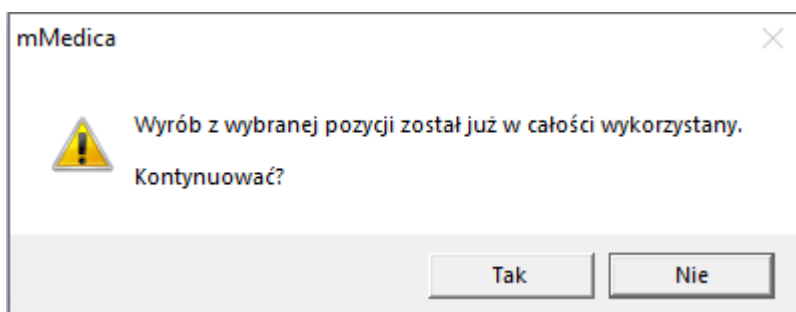 mMedica
Wyrób z wybranej pozycji został już w całości wykorzystany.
Kontynuować?
Tak
Nie